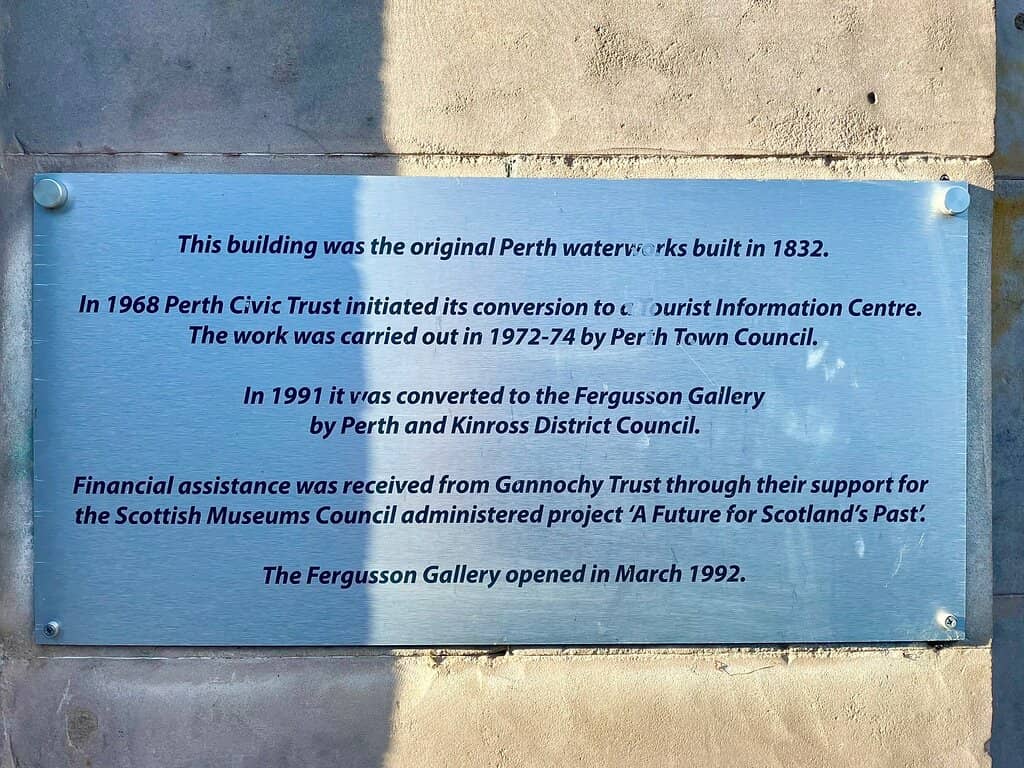 This building was the original Perth waterworks built in 1832.
In 1968 Perth Civic Trust initiated its conversion to a Tourist Information Centre.
The work was carried out in 1972-74 by Perth Town Council.
In 1991 it was converted to the Fergusson Gallery
by Perth and Kinross District Council.
Financial assistance was received from Gannochy Trust through their support for
the Scottish Museums Council administered project ‘A Future for Scotland’s Past’.
The Fergusson Gallery opened in March 1992.